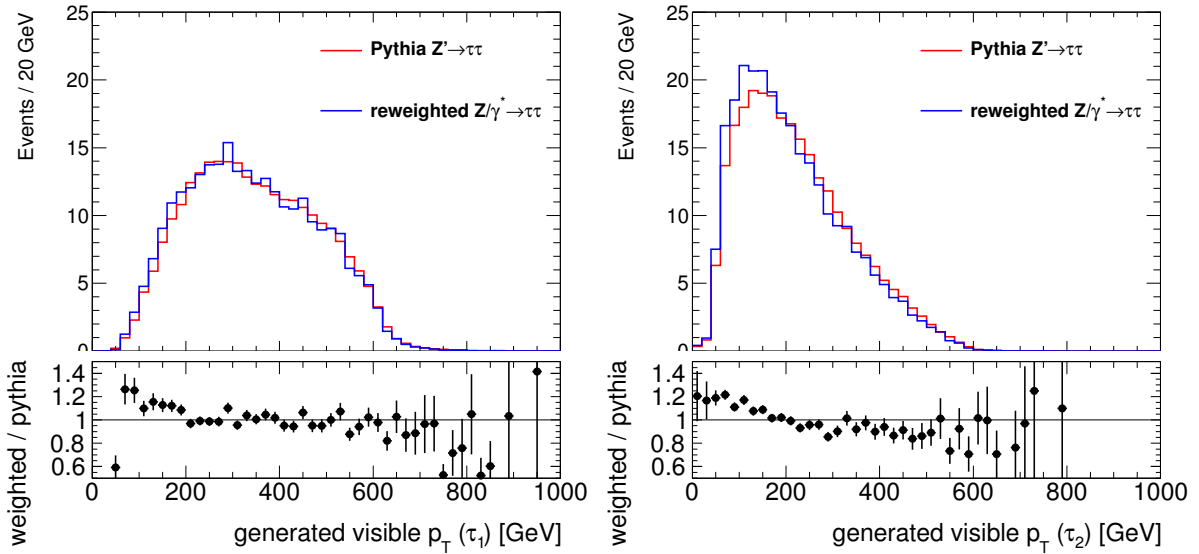 Events / 20 GeV
25
20
15
10
5
0
Pythia Z'→ττ
reweighted Z/γ*→ττ
weighted / pythia
1.4
1.2
1
0.8
0.6
0 200 400 600 800 1000
generated visible p_T (τ_1) [GeV]
Events / 20 GeV
25
20
15
10
5
0
Pythia Z'→ττ
reweighted Z/γ*→ττ
weighted / pythia
1.4
1.2
1
0.8
0.6
0 200 400 600 800 1000
generated visible p_T (τ_2) [GeV]